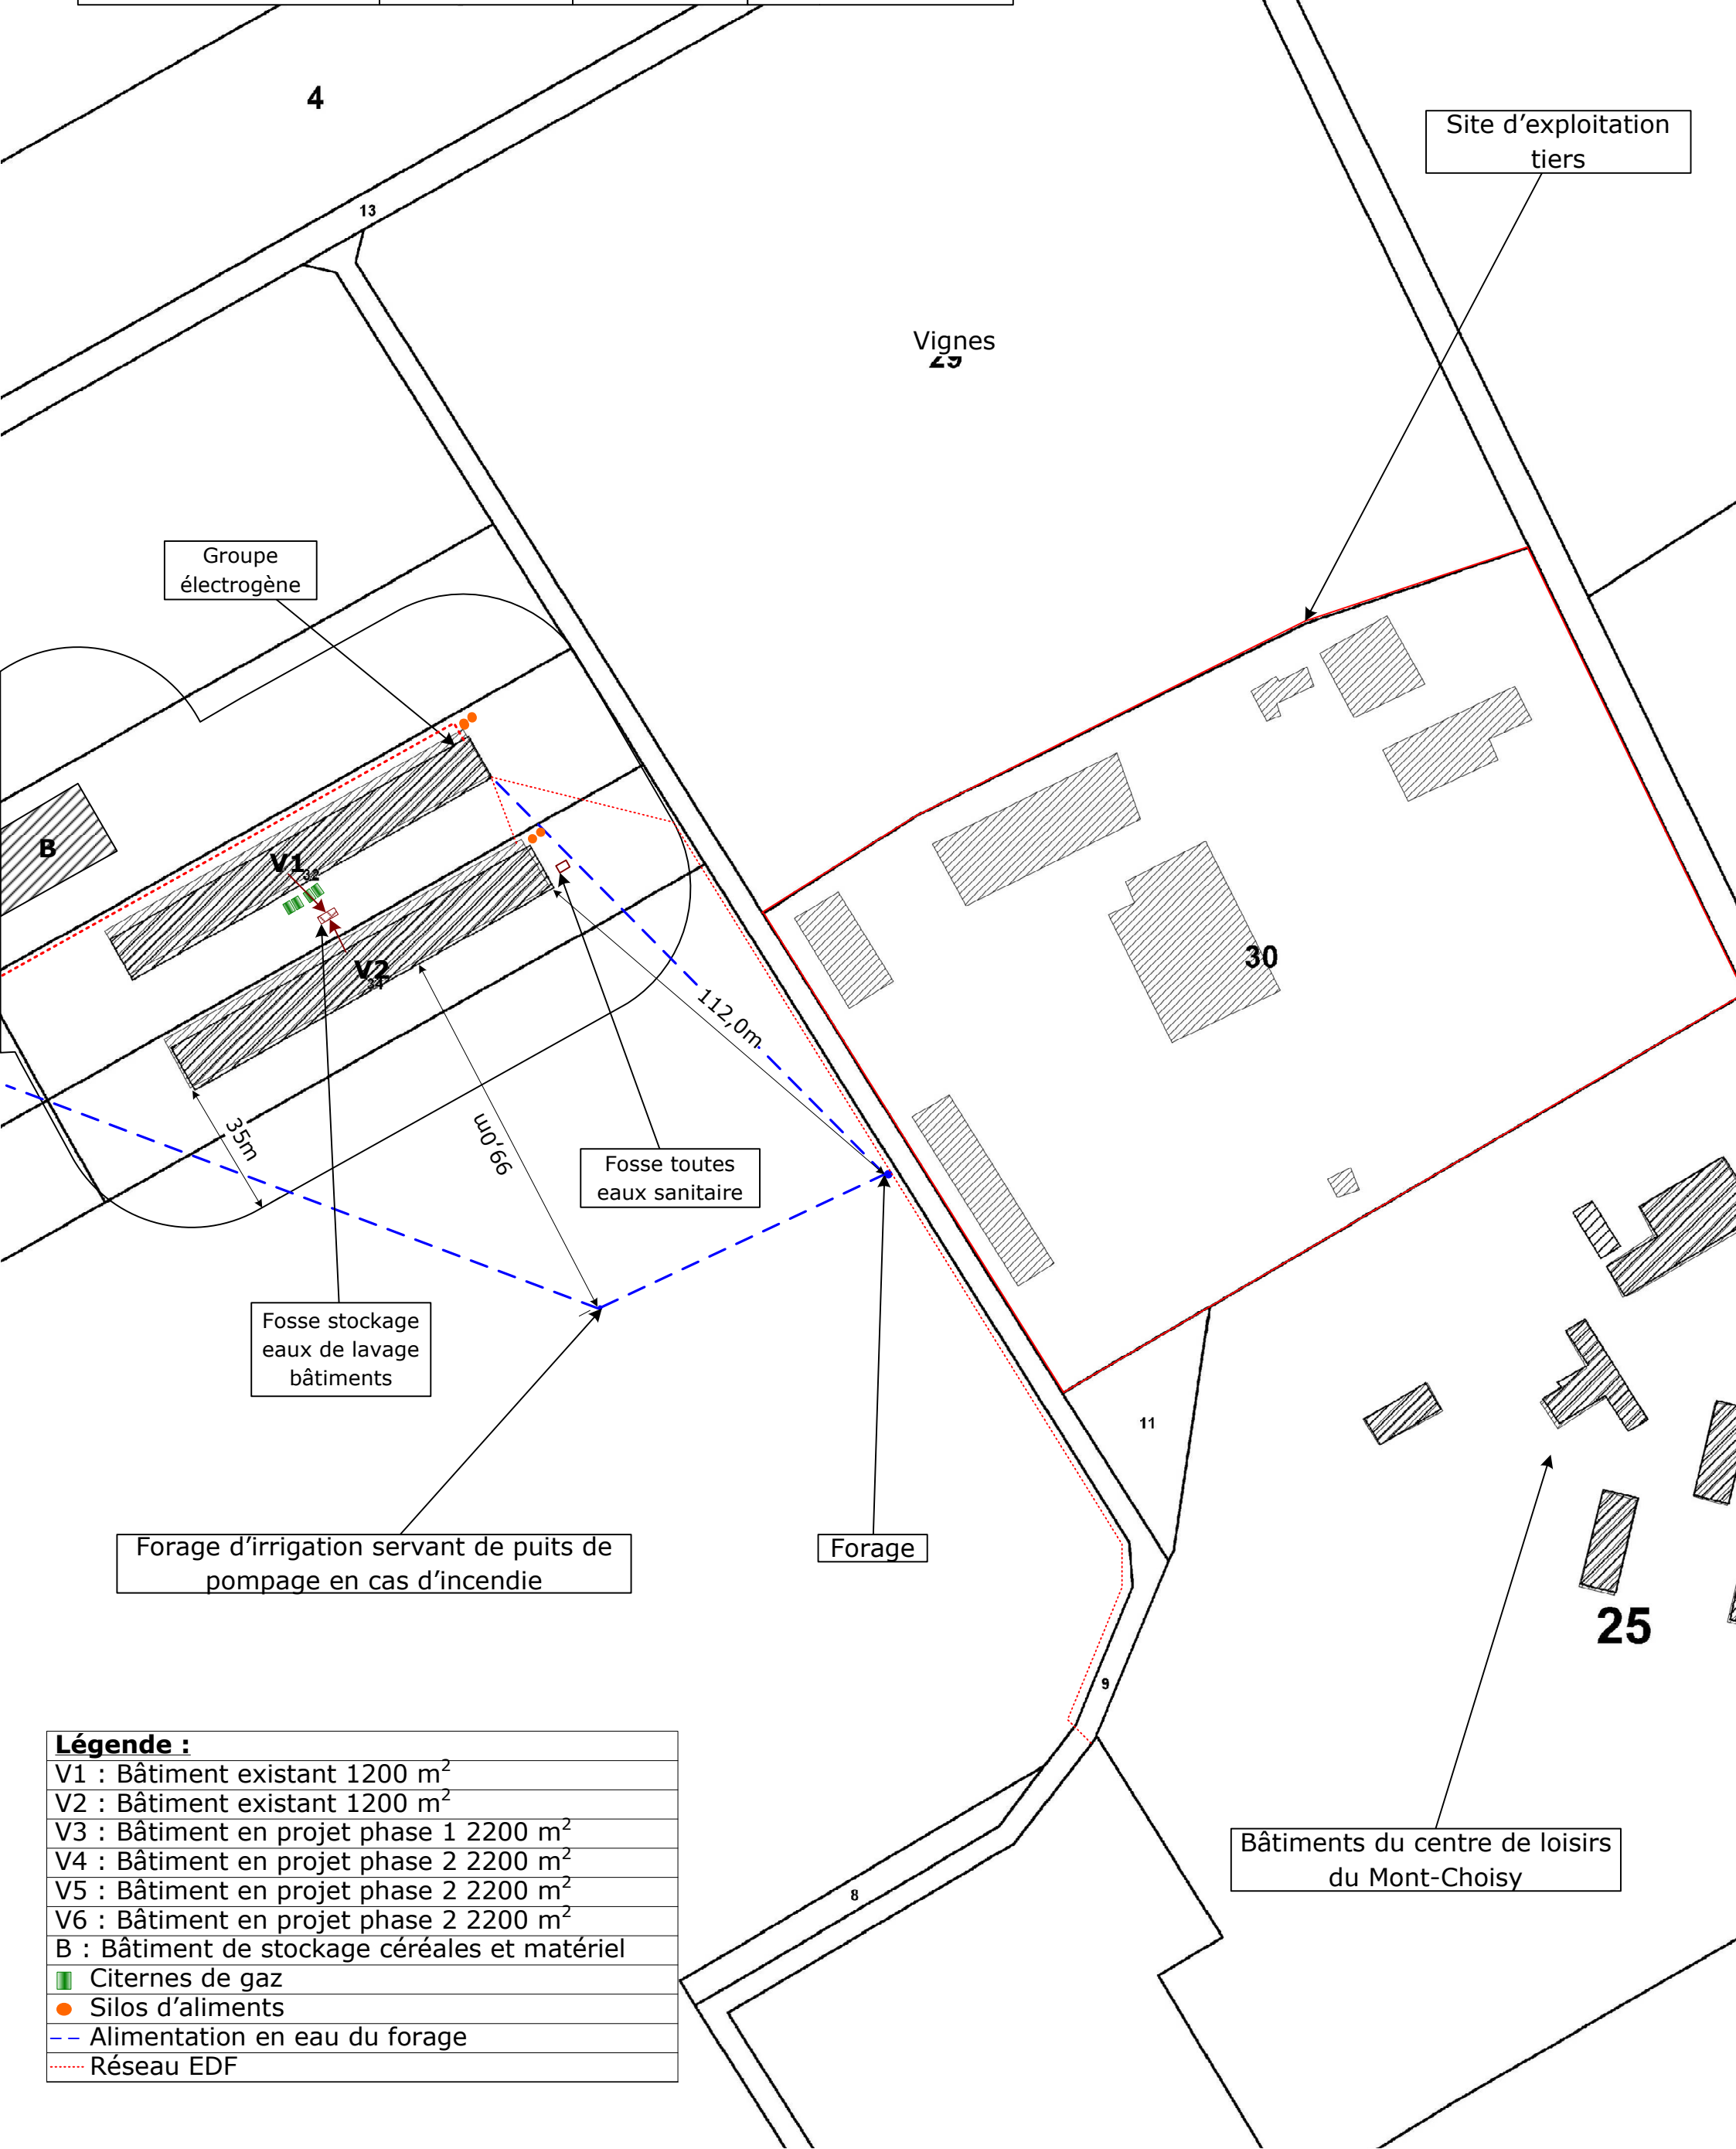 4
Site d'exploitation
tiers
13
Vignes
29
Groupe
électrogène
B
V1
32
V2
34
30
112,0m
35m
99,0m
Fosse toutes
eaux sanitaire
Fosse stockage
eaux de lavage
bâtiments
11
Forage d'irrigation servant de puits de
pompage en cas d'incendie
Forage
25
9
Légende :
V1 : Bâtiment existant 1200 m²
V2 : Bâtiment existant 1200 m²
V3 : Bâtiment en projet phase 1 2200 m²
V4 : Bâtiment en projet phase 2 2200 m²
V5 : Bâtiment en projet phase 2 2200 m²
V6 : Bâtiment en projet phase 2 2200 m²
B : Bâtiment de stockage céréales et matériel
Citernes de gaz
Silos d'aliments
Alimentation en eau du forage
Réseau EDF
Bâtiments du centre de loisirs
du Mont-Choisy
8